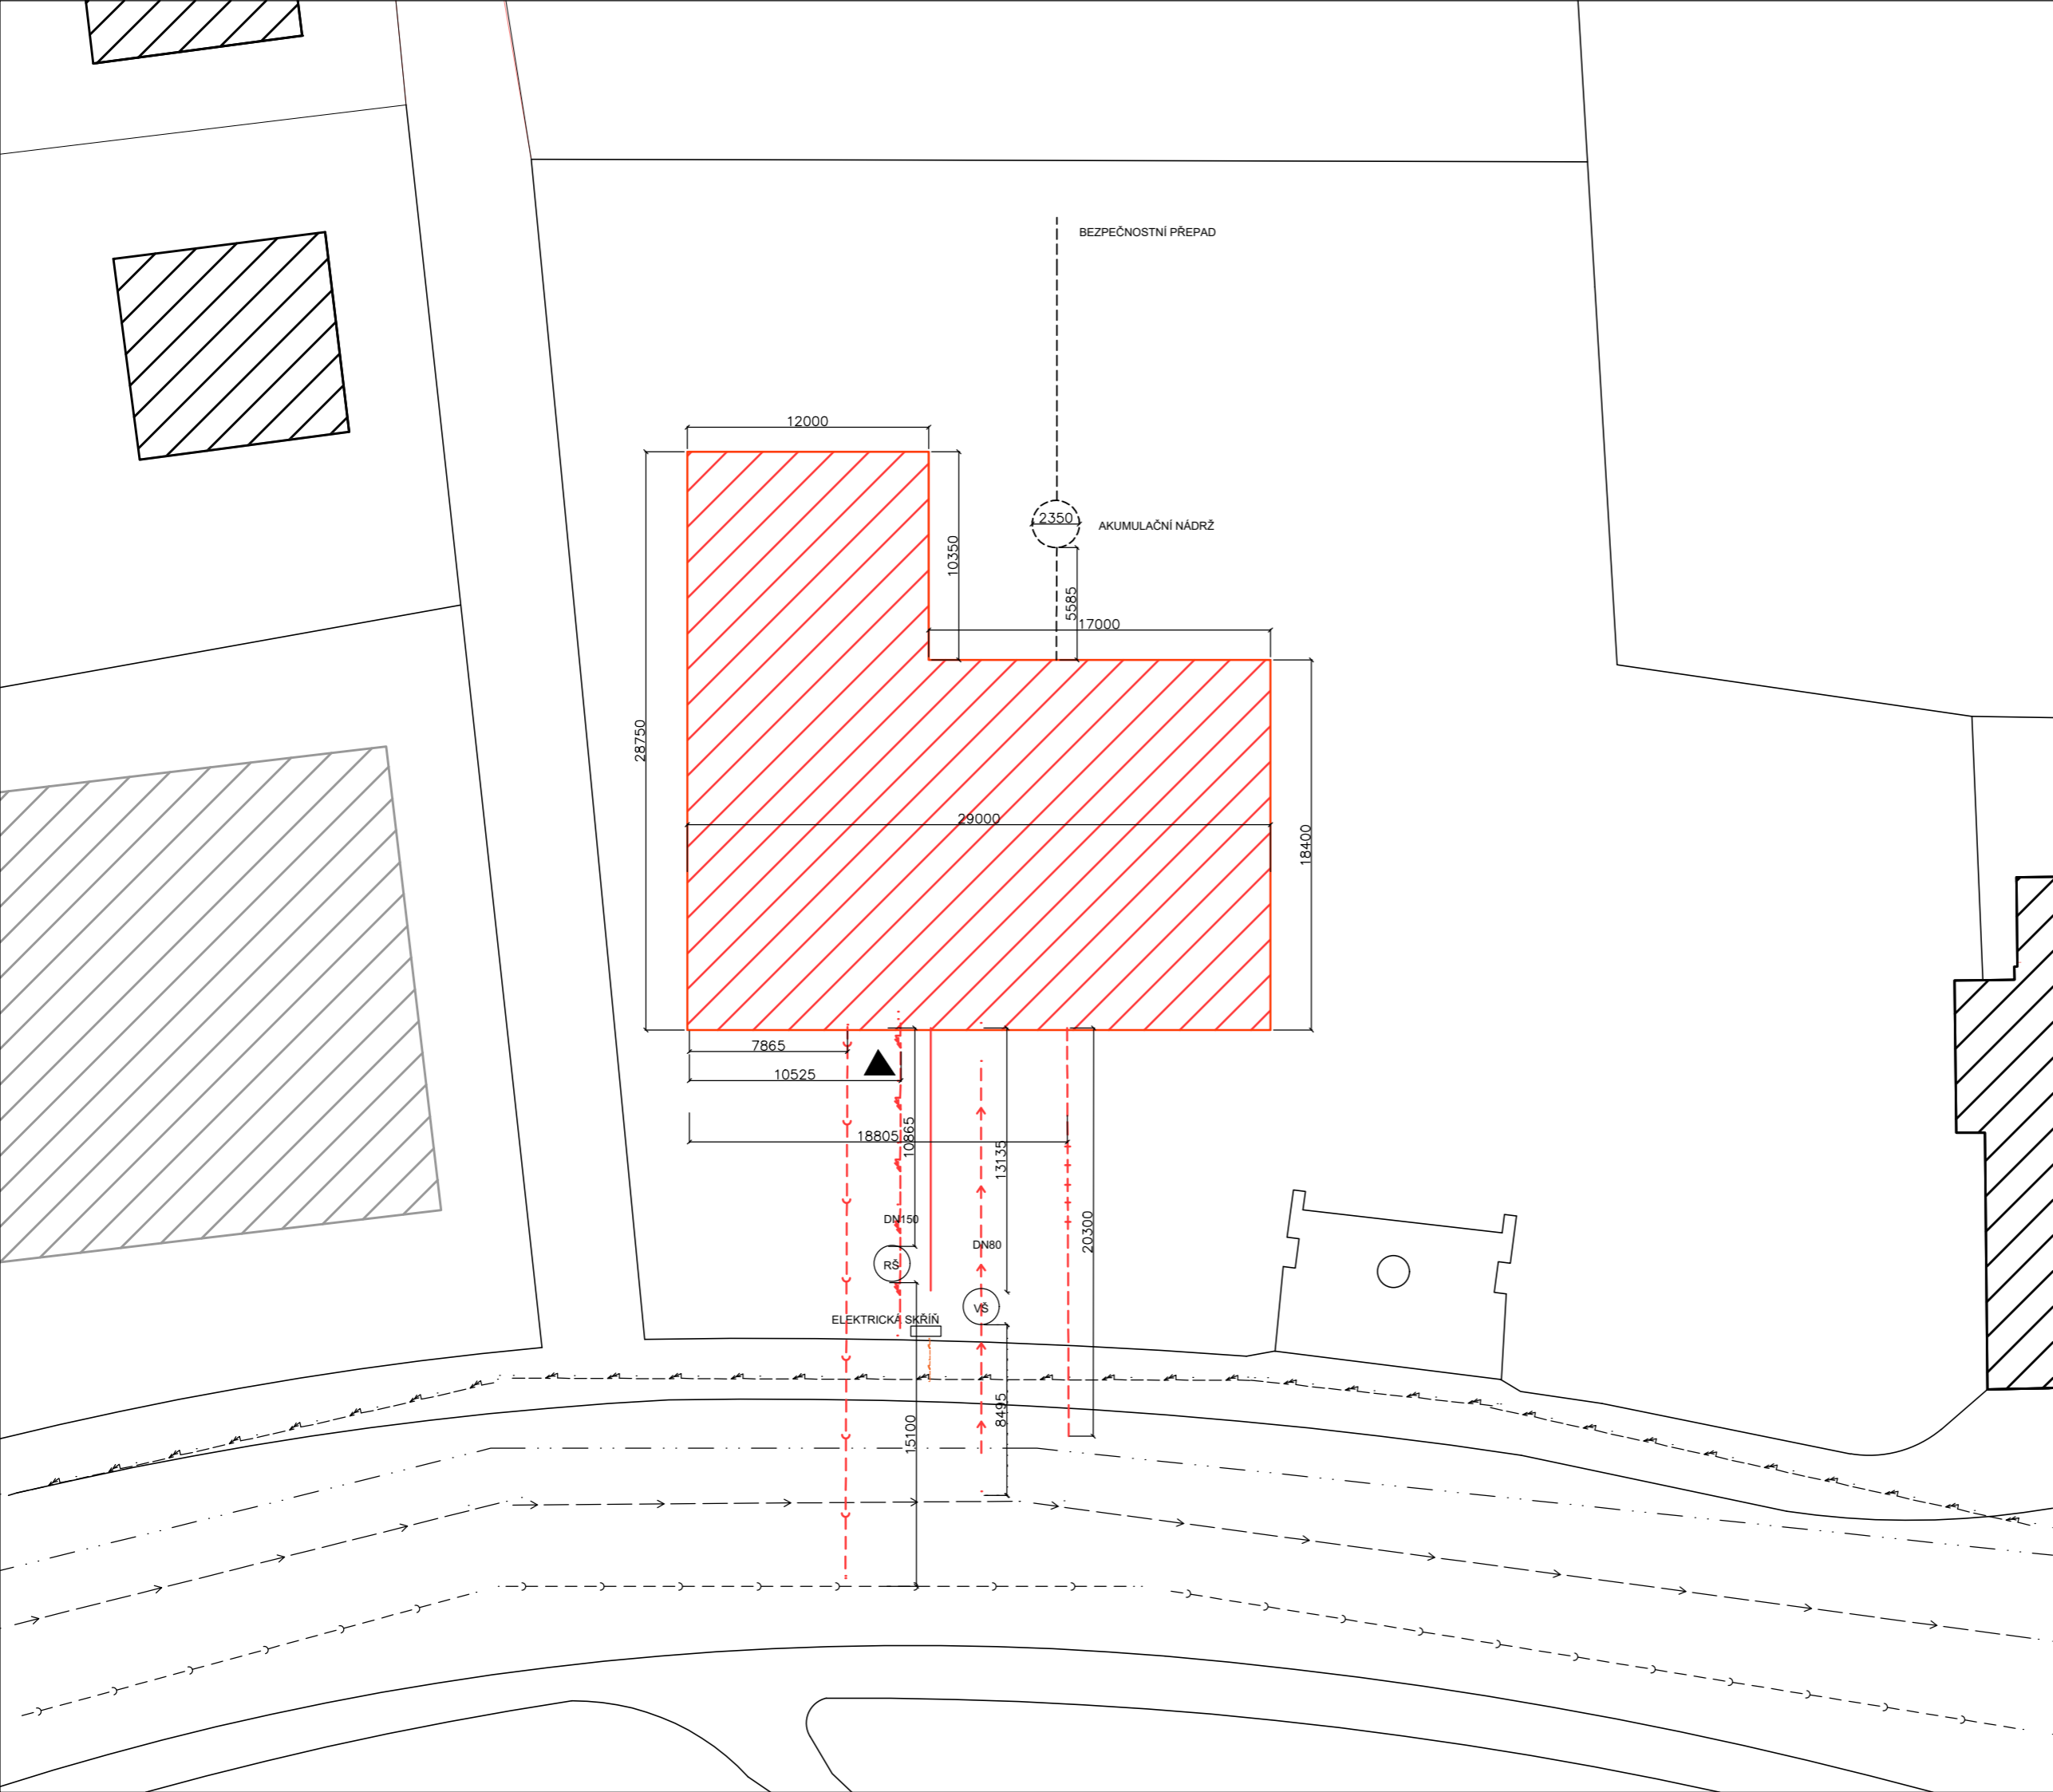 BEZPEČNOSTNÍ PŘEPAD
12000
2350
AKUMULAČNÍ NÁDRŽ
10350
5585
17000
28750
29000
18400
7865
10525
18805
10865
13135
20300
DN150
DN80
RŠ
VŠ
ELEKTRICKÁ SKŘÍŇ
8495
15100